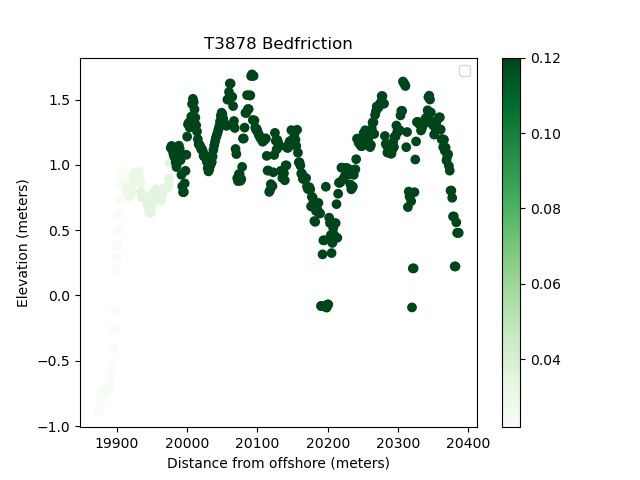 T3878 Bedfriction
Elevation (meters)
1.5
1.0
0.5
0.0
−0.5
−1.0
19900 20000 20100 20200 20300 20400
Distance from offshore (meters)
0.12
0.10
0.08
0.06
0.04